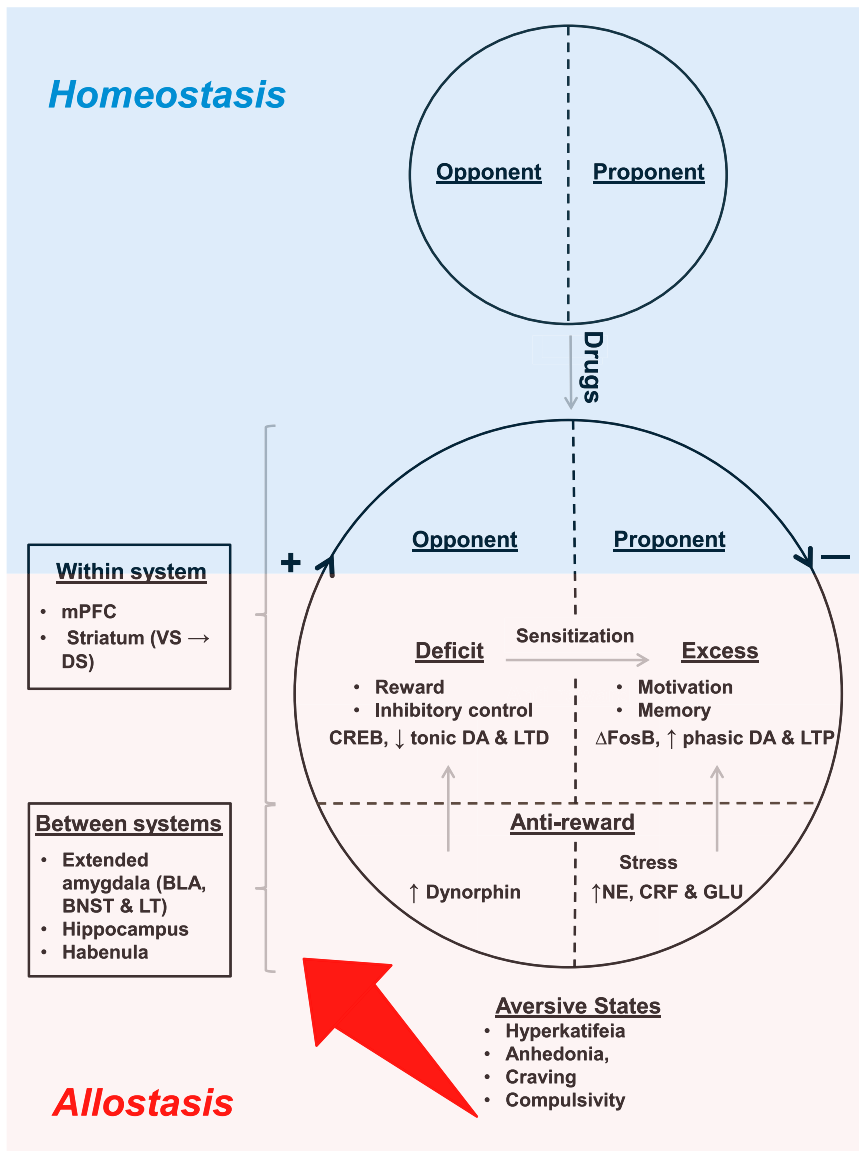 Homeostasis
Opponent
Proponent
Drugs
Opponent
Proponent
+
—
Within system
• mPFC
• Striatum (VS →
DS)
Sensitization
Deficit
Excess
• Reward
• Inhibitory control
CREB, ↓ tonic DA & LTD
• Motivation
• Memory
∆FosB, ↑ phasic DA & LTP
Between systems
• Extended
amygdala (BLA,
BNST & LT)
• Hippocampus
• Habenula
Anti-reward
↑ Dynorphin
Stress
↑NE, CRF & GLU
Aversive States
• Hyperkatifeia
• Anhedonia,
• Craving
• Compulsivity
Allostasis